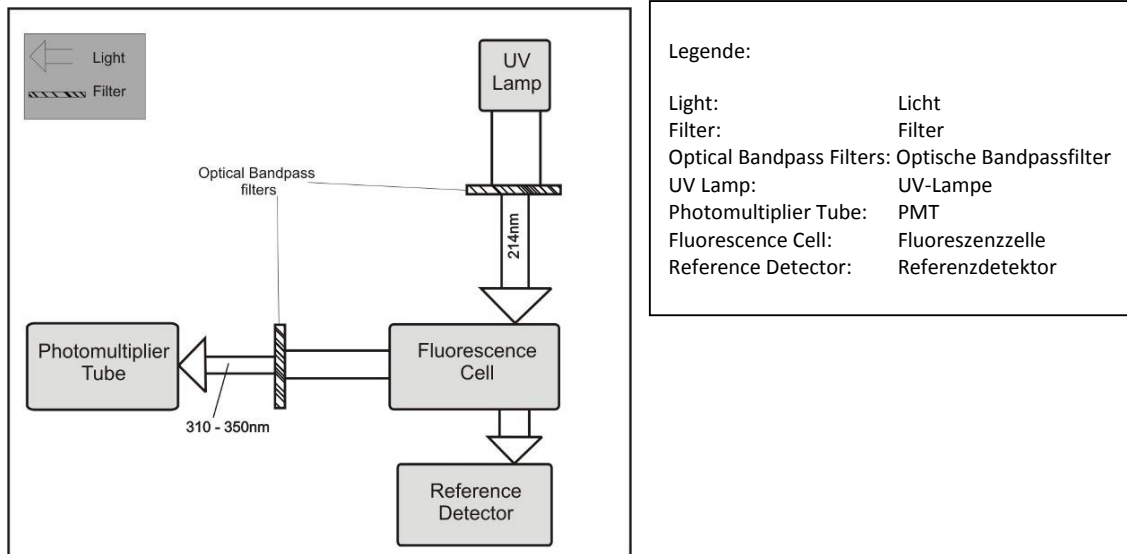 Light
Filter
UV
Lamp
Optical Bandpass
filters
214nm
Photomultiplier
Tube
Fluorescence
Cell
310 - 350nm
Reference
Detector
Legende:
Light: Licht
Filter: Filter
Optical Bandpass Filters: Optische Bandpassfilter
UV Lamp: UV-Lampe
Photomultiplier Tube: PMT
Fluorescence Cell: Fluoreszenzzelle
Reference Detector: Referenzdetektor